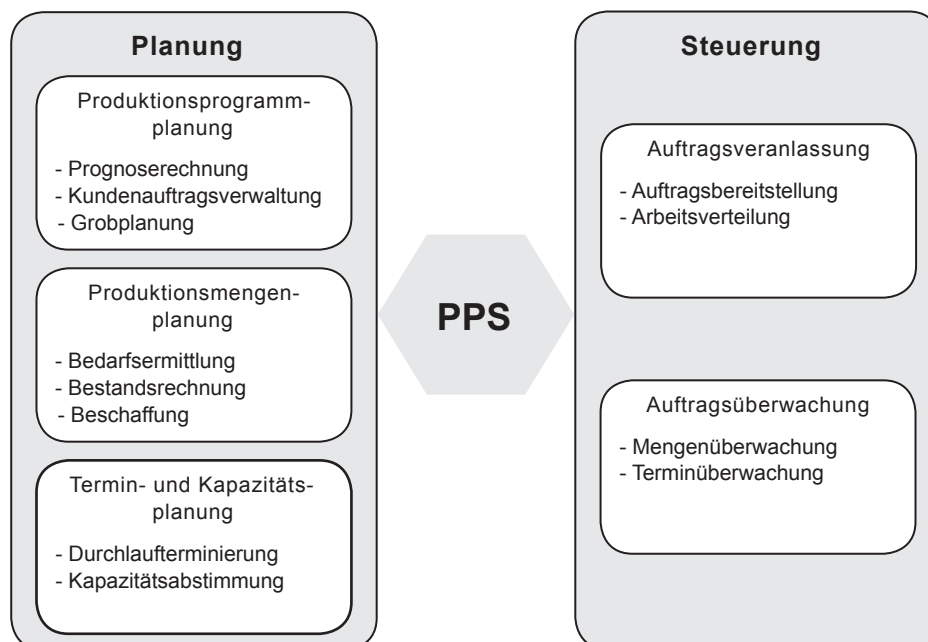 Planung
Produktionsprogramm-
planung
- Prognoserechnung
- Kundenauftragsverwaltung
- Grobplanung
Produktionsmengen-
planung
- Bedarfsermittlung
- Bestandsrechnung
- Beschaffung
Termin- und Kapazitäts-
planung
- Durchlaufterminierung
- Kapazitätsabstimmung
PPS
Steuerung
Auftragsveranlassung
- Auftragsbereitstellung
- Arbeitsverteilung
Auftragsüberwachung
- Mengenüberwachung
- Terminüberwachung